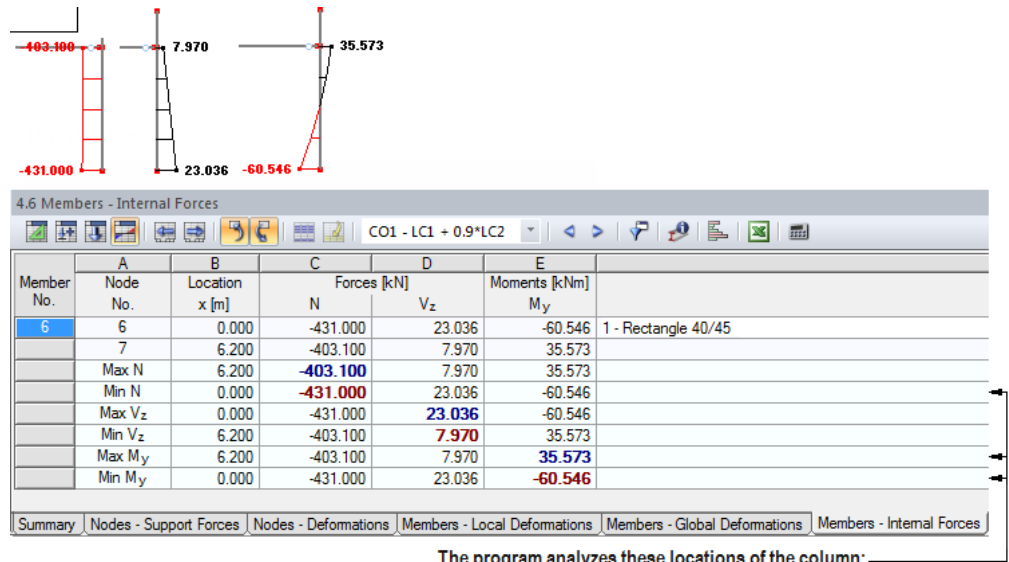 -403.100 7.970 35.573
-431.000 23.036 -60.546
4.6 Members - Internal Forces
CO1 - LC1 + 0.9*LC2
A B C D E
Member Node Location Forces [kN] Moments [kNm]
No. No. x [m] N Vz My
6 6 0.000 -431.000 23.036 -60.546 1 - Rectangle 40/45
7 6.200 -403.100 7.970 35.573
Max N 6.200 -403.100 7.970 35.573
Min N 0.000 -431.000 23.036 -60.546
Max Vz 0.000 -431.000 23.036 -60.546
Min Vz 6.200 -403.100 7.970 35.573
Max My 6.200 -403.100 7.970 35.573
Min My 0.000 -431.000 23.036 -60.546
Summary Nodes - Support Forces Nodes - Deformations Members - Local Deformations Members - Global Deformations Members - Internal Forces
The program analyzes these locations of the column: